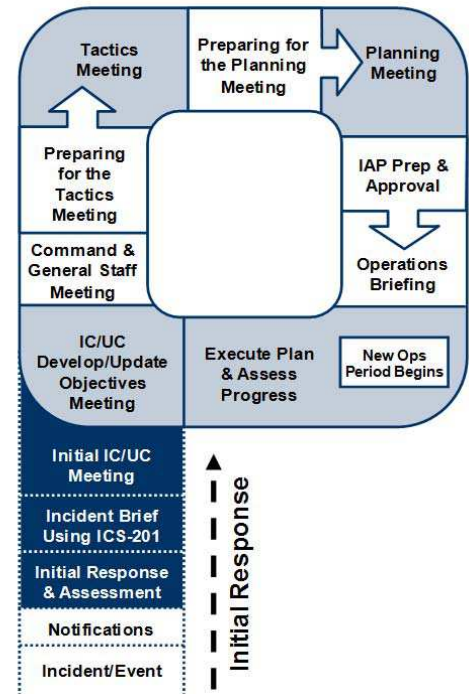 Tactics
Meeting
Preparing for
the Planning
Meeting
Planning
Meeting
Preparing
for the
Tactics
Meeting
IAP Prep &
Approval
Command &
General Staff
Meeting
Operations
Briefing
IC/UC
Develop/Update
Objectives
Meeting
Execute Plan
& Assess
Progress
New Ops
Period Begins
Initial IC/UC
Meeting
Incident Brief
Using ICS-201
Initial Response
& Assessment
Notifications
Incident/Event
Initial Response